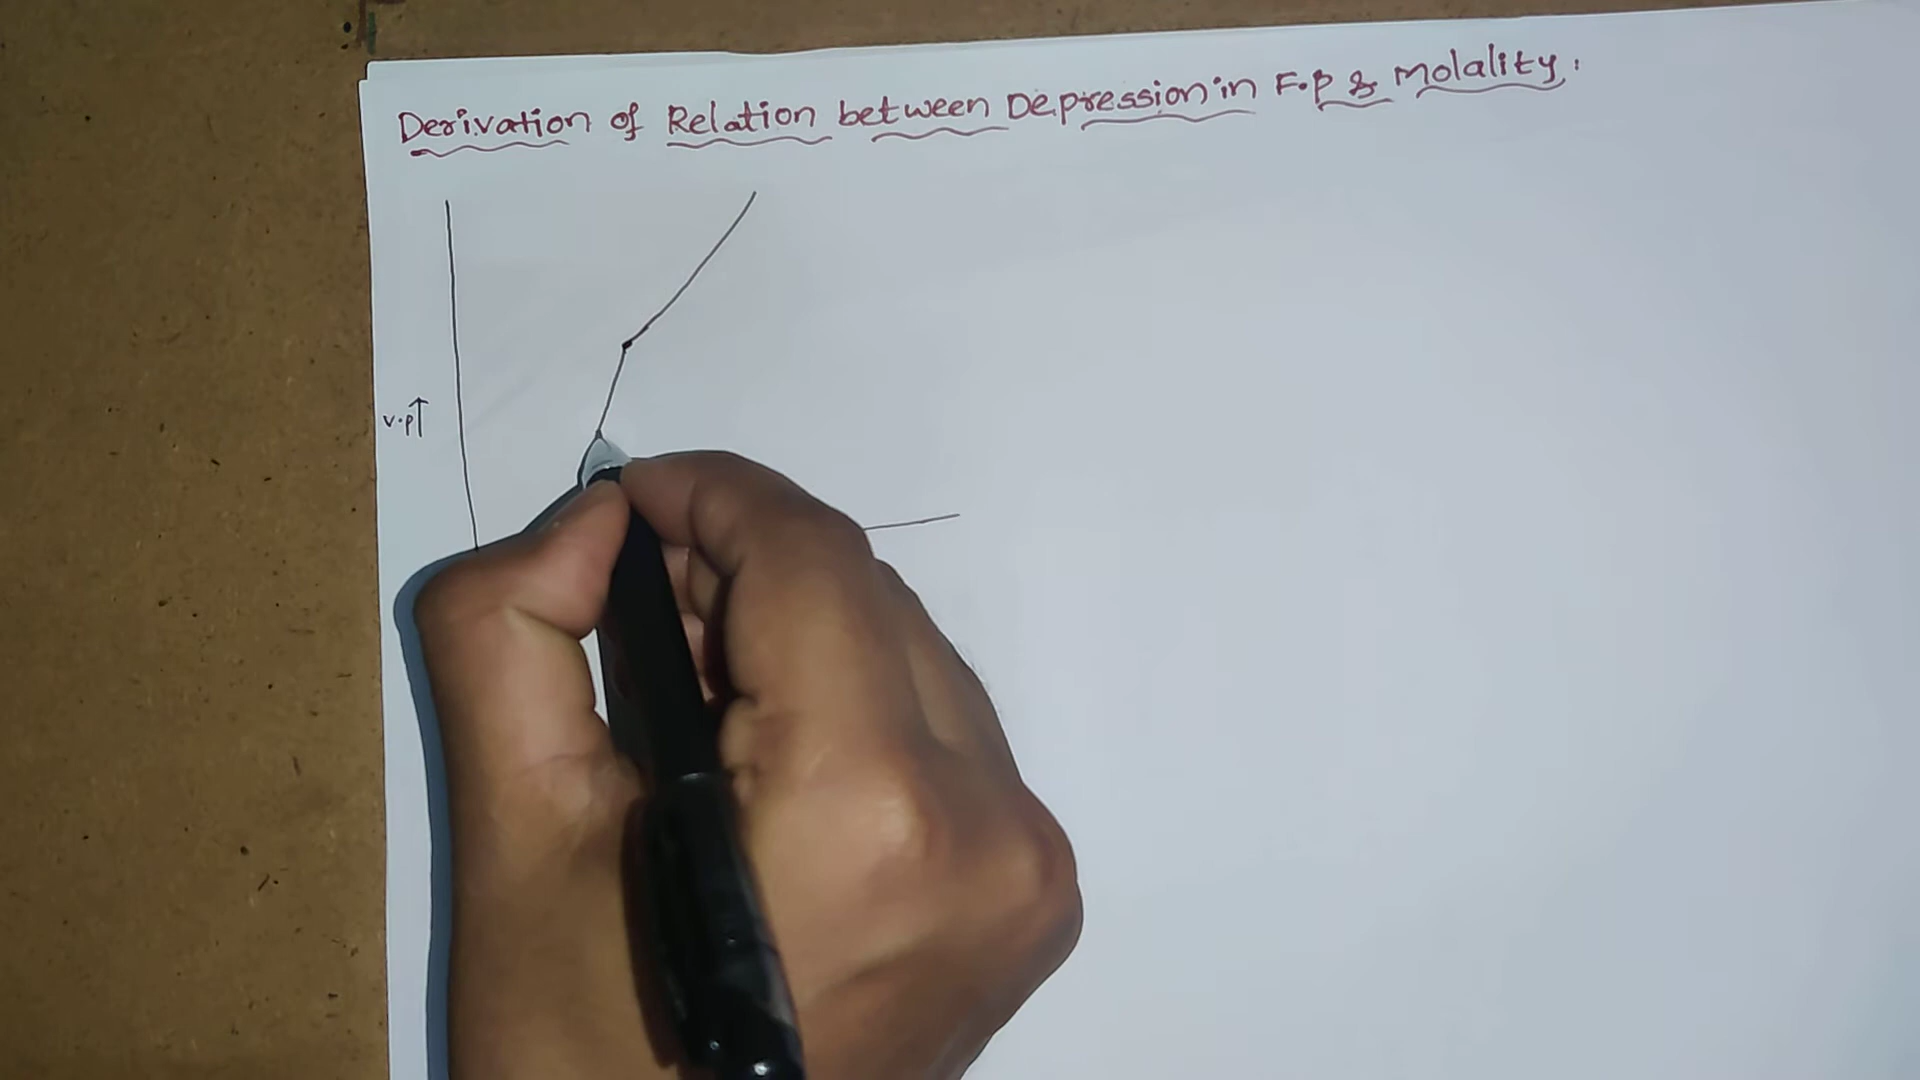 Derivation of Relation between Depression in F.P & Molality.
V.P↑